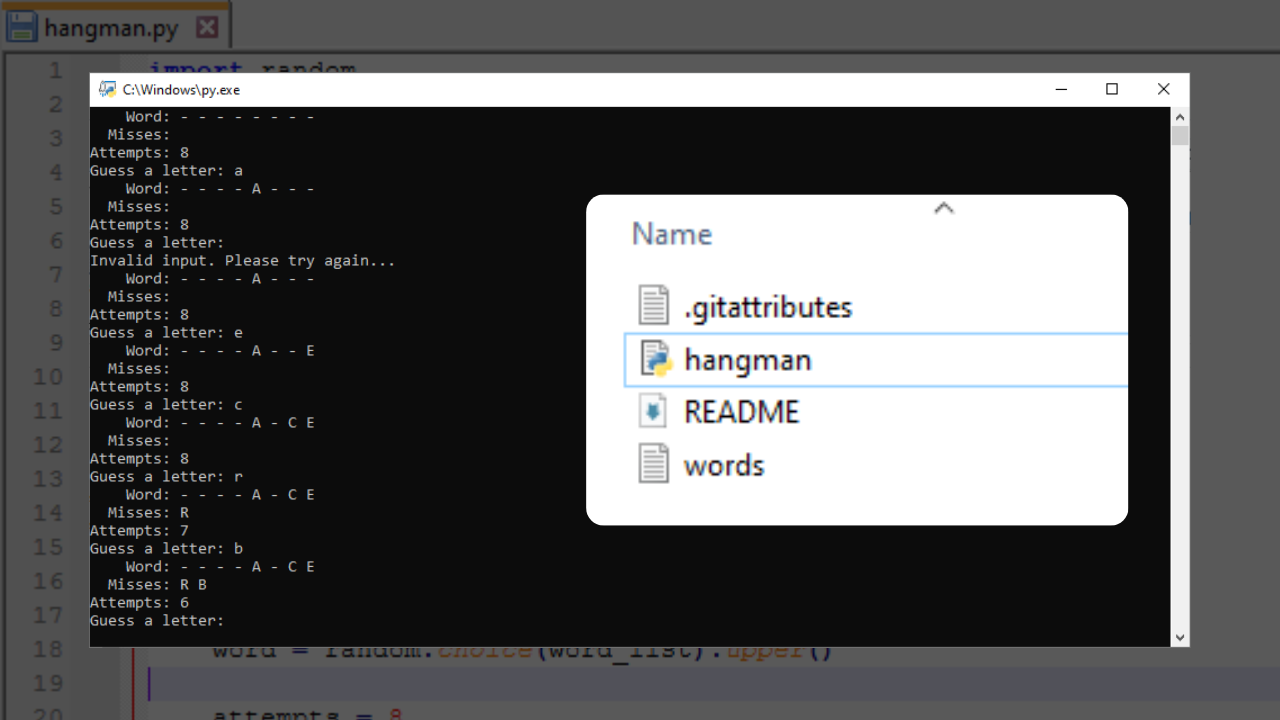 hangman.py
1 import random
C:\Windows\py.exe
2
3
4
5
6
7
8
9
10
11
12
13
14
15
16
17
Word: - - - - - - - -
Misses:
Attempts: 8
Guess a letter: a
Word: - - - - A - - -
Misses:
Attempts: 8
Guess a letter:
Invalid input. Please try again...
Word: - - - - A - - -
Misses:
Attempts: 8
Guess a letter: e
Word: - - - - A - - E
Misses:
Attempts: 8
Guess a letter: c
Word: - - - - A - C E
Misses:
Attempts: 8
Guess a letter: r
Word: - - - - A - C E
Misses: R
Attempts: 7
Guess a letter: b
Word: - - - - A - C E
Misses: R B
Attempts: 6
Guess a letter:
Name
.gitattributes
hangman
README
words
18 word = random.choice(word_list).upper()
19
20 attempts = 8